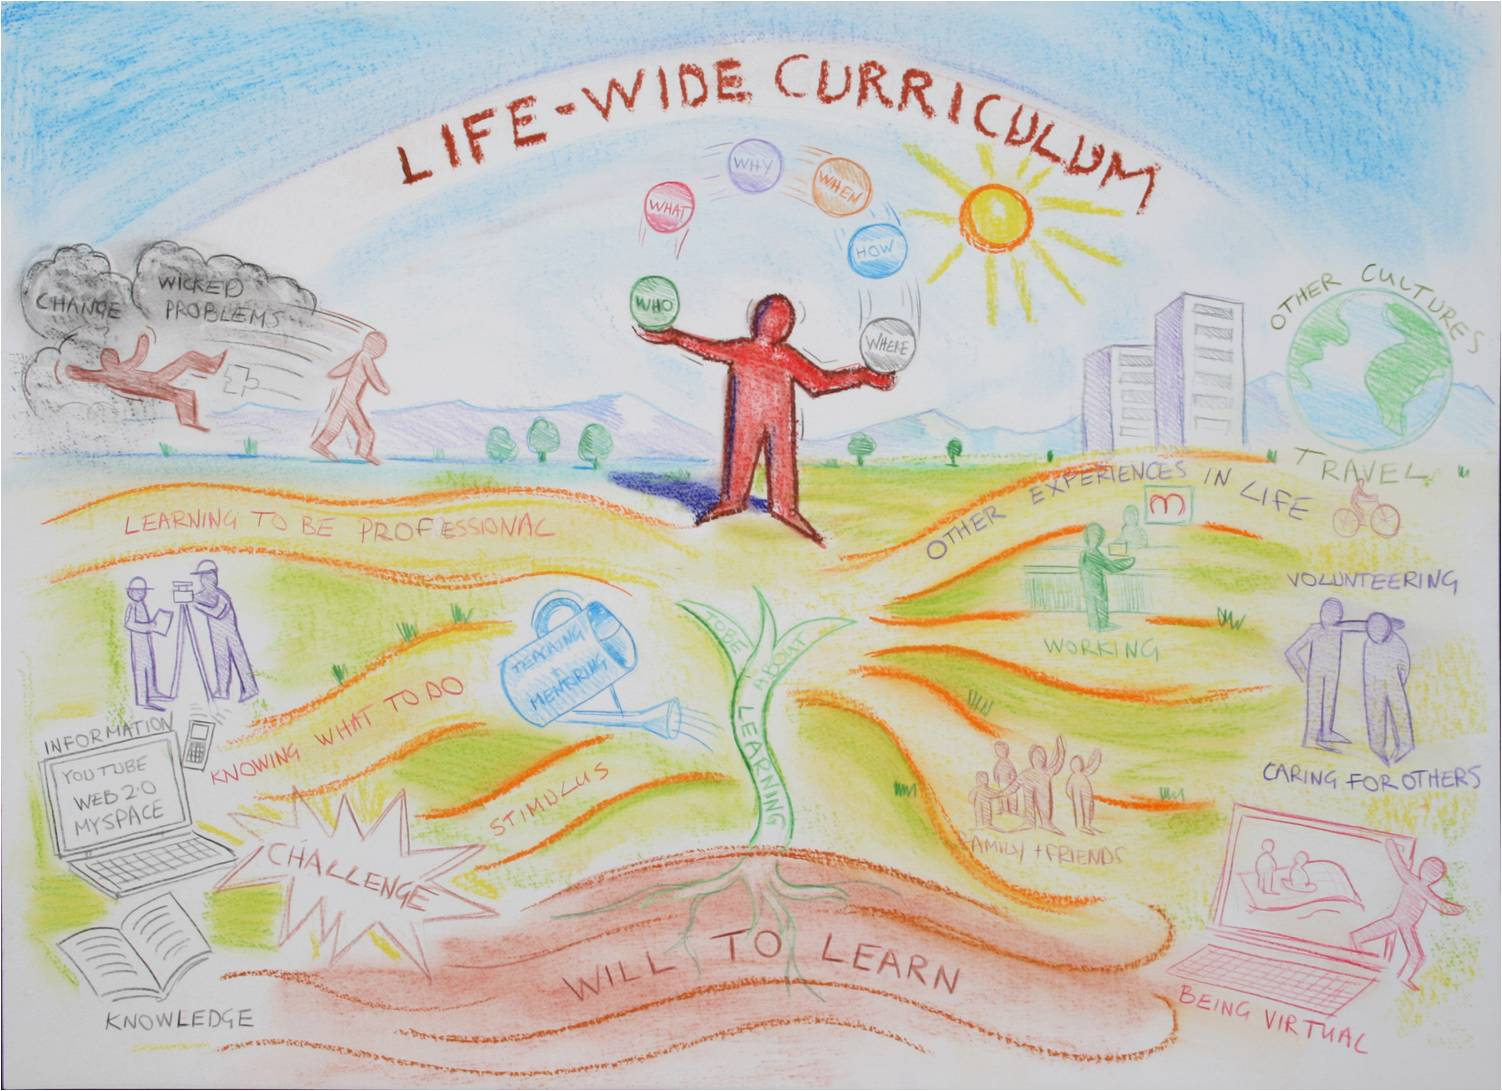 LIFE-WIDE CURRICULUM
WHY
WHAT
WHEN
HOW
WHO
WHERE
CHANGE
WICKED
PROBLEMS
OTHER CULTURES
TRAVEL
LEARNING TO BE PROFESSIONAL
OTHER EXPERIENCES IN LIFE
VOLUNTEERING
WORKING
TEACHING
MENTORING
TO BE
ABOUT
LEARNING
KNOWING WHAT TO DO
INFORMATION
YOUTUBE
WEB 2.0
MYSPACE
STIMULUS
CARING FOR OTHERS
CHALLENGE
FAMILY + FRIENDS
WILL TO LEARN
KNOWLEDGE
BEING VIRTUAL